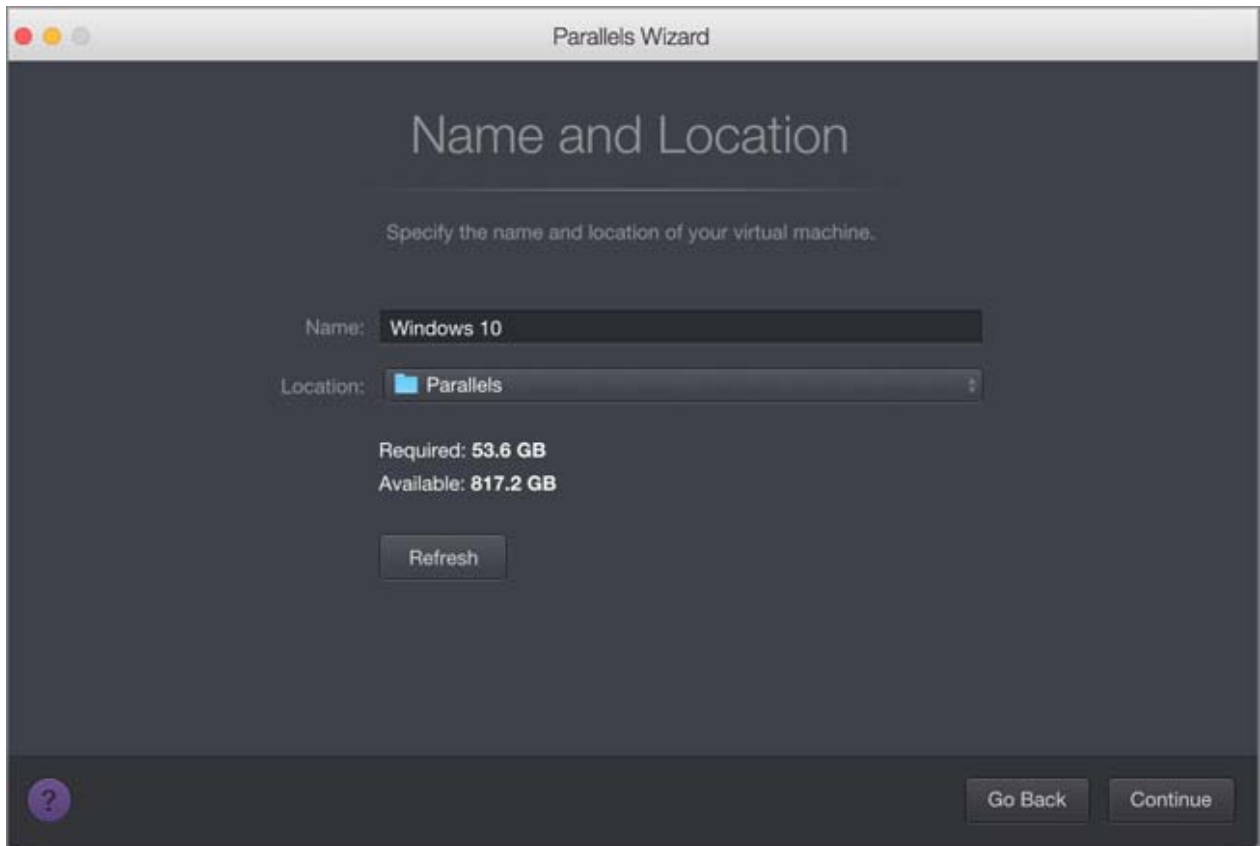 Parallels Wizard
Name and Location
Specify the name and location of your virtual machine.
Name: Windows 10
Location: Parallels
Required: 53.6 GB
Available: 817.2 GB
Refresh
? Go Back Continue